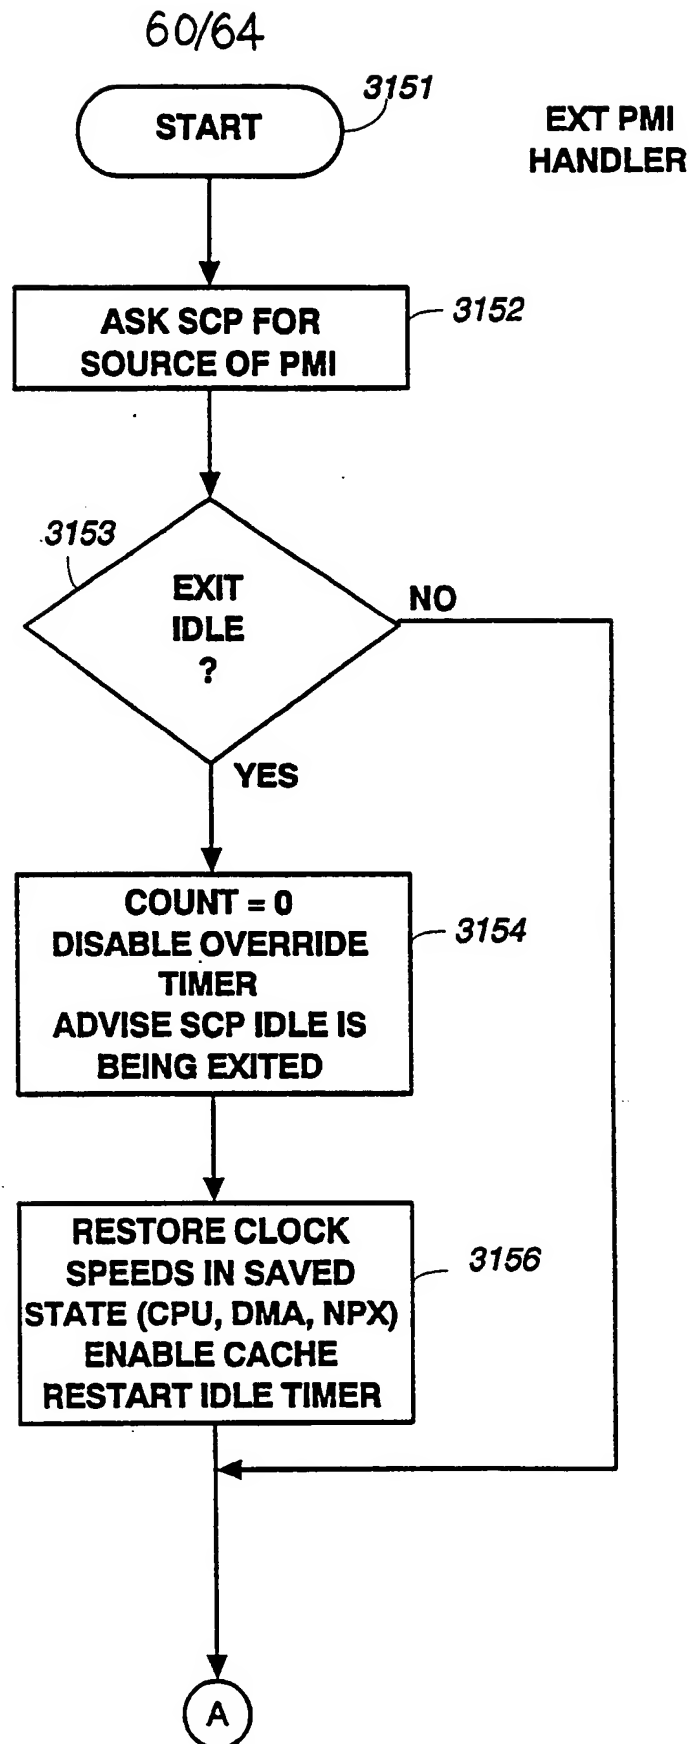 60/64
START
3151
EXT PMI
HANDLER
ASK SCP FOR
SOURCE OF PMI
3152
3153
EXIT
IDLE
?
NO
YES
COUNT = 0
DISABLE OVERRIDE
TIMER
ADVISE SCP IDLE IS
BEING EXITED
3154
RESTORE CLOCK
SPEEDS IN SAVED
STATE (CPU, DMA, NPX)
ENABLE CACHE
RESTART IDLE TIMER
3156
A